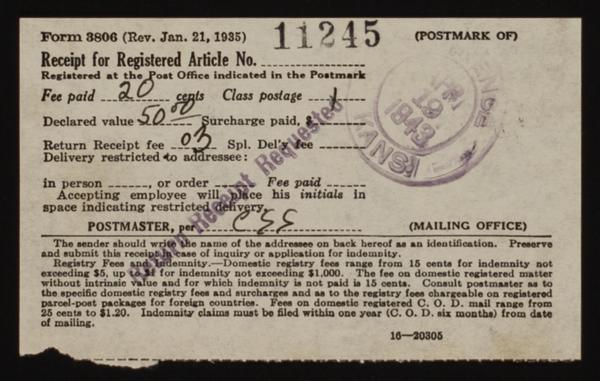 Form 3806 (Rev. Jan. 21, 1935) 11245 (POSTMARK OF)
Receipt for Registered Article No.
Registered at the Post Office indicated in the Postmark
Fee paid 20 cents Class postage 1
Declared value 50.00 Surcharge paid, $
Return Receipt fee 03 Spl. Del'y fee
Delivery restricted to addressee:
in person , or order Fee paid
Accepting employee will place his initials in
space indicating restricted delivery.
Return Receipt Requested
19
1943
KANS
POSTMASTER, per (MAILING OFFICE)
The sender should write the name of the addressee on back hereof as an identification. Preserve
and submit this receipt in case of inquiry or application for indemnity.
Registry Fees and Indemnity.—Domestic registry fees range from 15 cents for indemnity not
exceeding $5, up to $1 for indemnity not exceeding $1,000. The fee on domestic registered matter
without intrinsic value and for which indemnity is not paid is 15 cents. Consult postmaster as to
the specific domestic registry fees and surcharges and as to the registry fees chargeable on registered
parcel-post packages for foreign countries. Fees on domestic registered C. O. D. mail range from
25 cents to $1.20. Indemnity claims must be filed within one year (C. O. D. six months) from date
of mailing.
16—20305